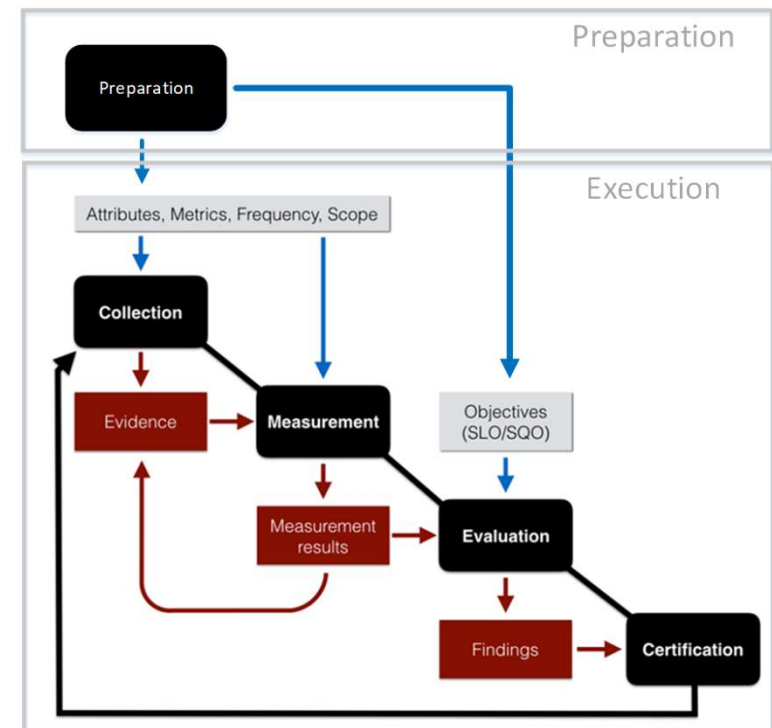 Preparation
Preparation
Execution
Attributes, Metrics, Frequency, Scope
Collection
Evidence
Measurement
Objectives
(SLO/SQO)
Measurement
results
Evaluation
Findings
Certification